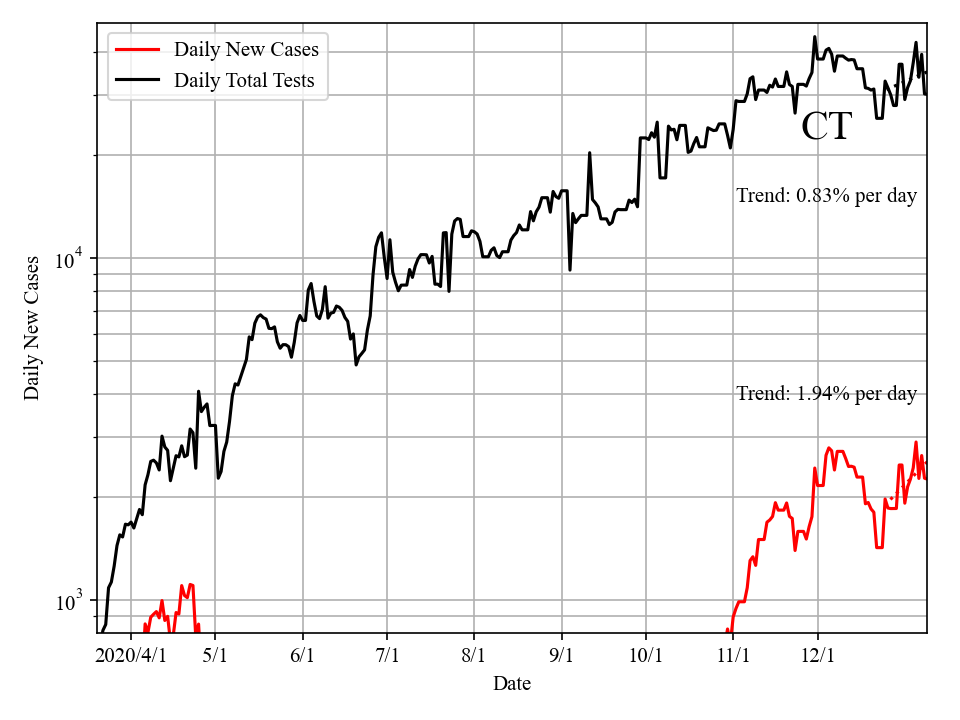 Daily New Cases
Daily Total Tests
CT
Trend: 0.83% per day
Trend: 1.94% per day
10⁴
10³
Daily New Cases
2020/4/1 5/1 6/1 7/1 8/1 9/1 10/1 11/1 12/1
Date